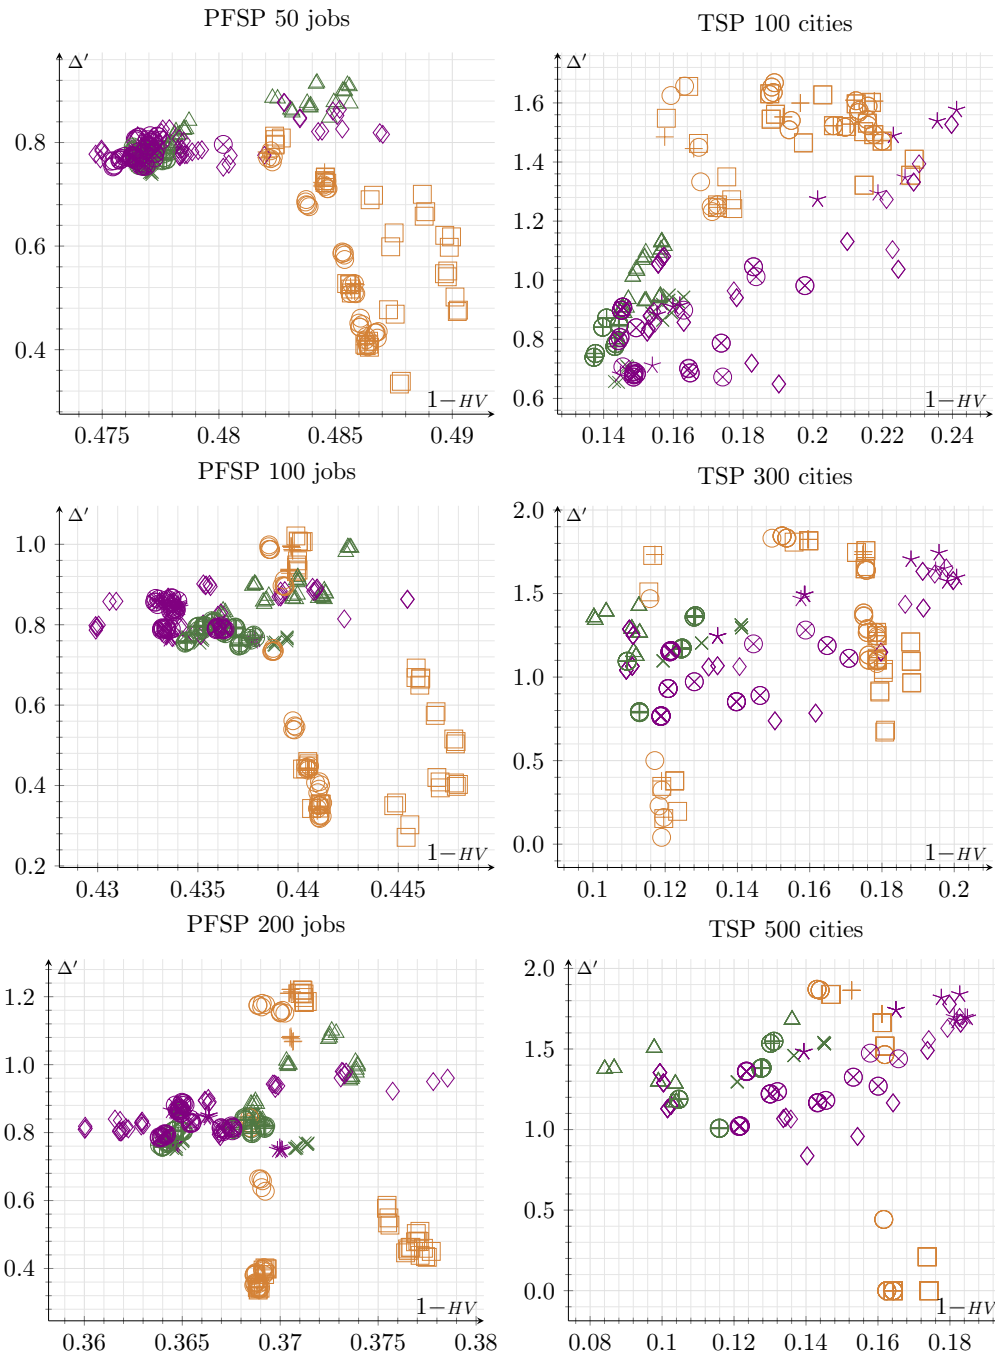 PFSP 50 jobs
Δ′
0.8
0.6
0.4
1−HV
0.475 0.48 0.485 0.49
TSP 100 cities
Δ′
1.6
1.4
1.2
1.0
0.8
0.6
1−HV
0.14 0.16 0.18 0.2 0.22 0.24
PFSP 100 jobs
Δ′
1.0
0.8
0.6
0.4
0.2
1−HV
0.43 0.435 0.44 0.445
TSP 300 cities
Δ′
2.0
1.5
1.0
0.5
0.0
1−HV
0.1 0.12 0.14 0.16 0.18 0.2
PFSP 200 jobs
Δ′
1.2
1.0
0.8
0.6
0.4
1−HV
0.36 0.365 0.37 0.375 0.38
TSP 500 cities
Δ′
2.0
1.5
1.0
0.5
0.0
1−HV
0.08 0.1 0.12 0.14 0.16 0.18